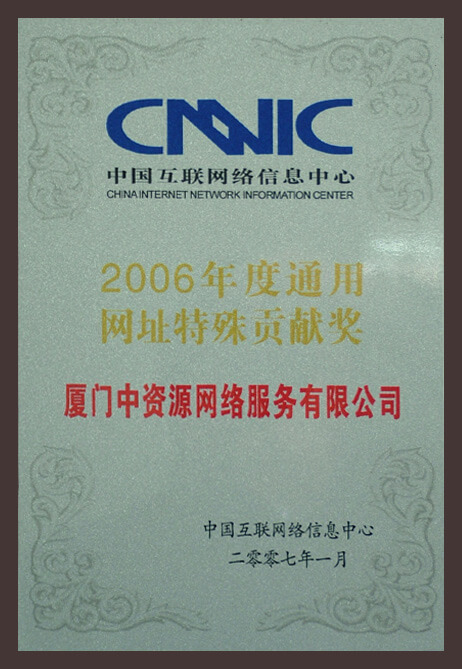 CNNIC
中国互联网络信息中心
CHINA INTERNET NETWORK INFORMATION CENTER
2006年度通用
网址特殊贡献奖
厦门中资源网络服务有限公司
中国互联网络信息中心
二零零七年一月